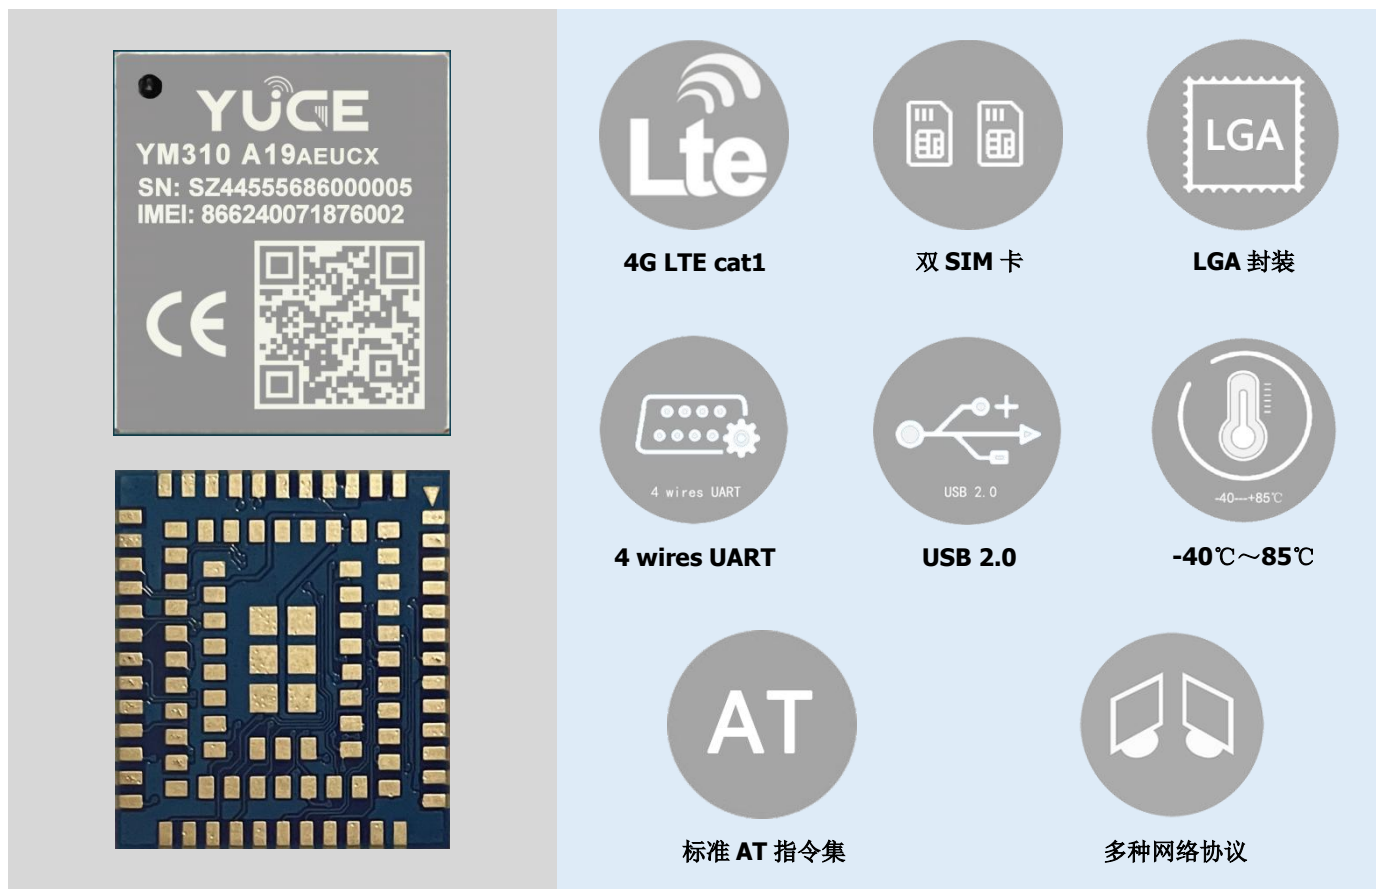 YUGE
YM310 A19AEUCX
SN: SZ44555686000005
IMEI: 866240071876002
CE
Lte
LGA
4G LTE cat1
双 SIM 卡
LGA 封装
4 wires UART
USB 2.0
-40---+85℃
4 wires UART
USB 2.0
-40℃～85℃
AT
标准 AT 指令集
多种网络协议